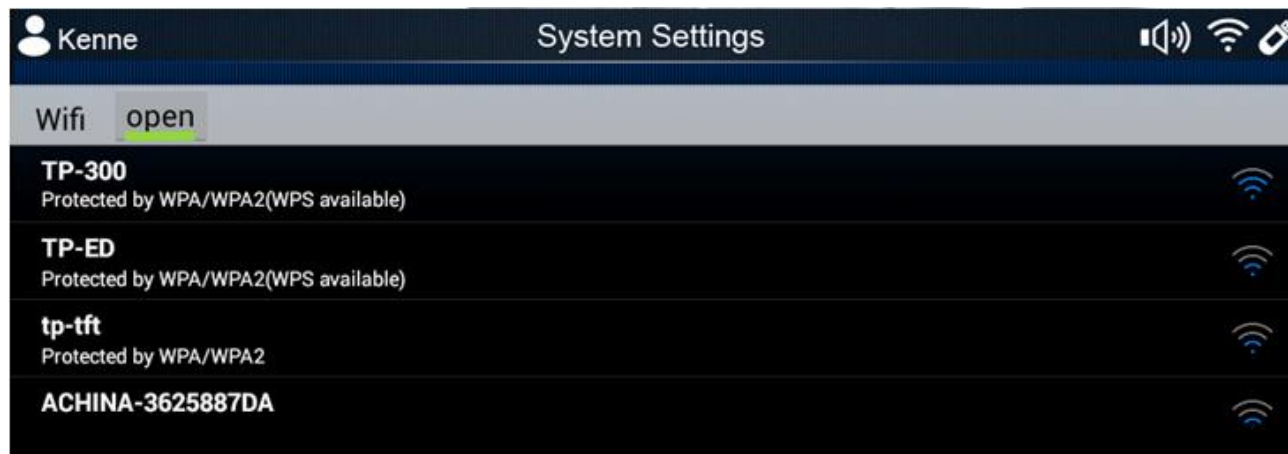 Kenne System Settings
Wifi open
TP-300
Protected by WPA/WPA2(WPS available)
TP-ED
Protected by WPA/WPA2(WPS available)
tp-tft
Protected by WPA/WPA2
ACHINA-3625887DA